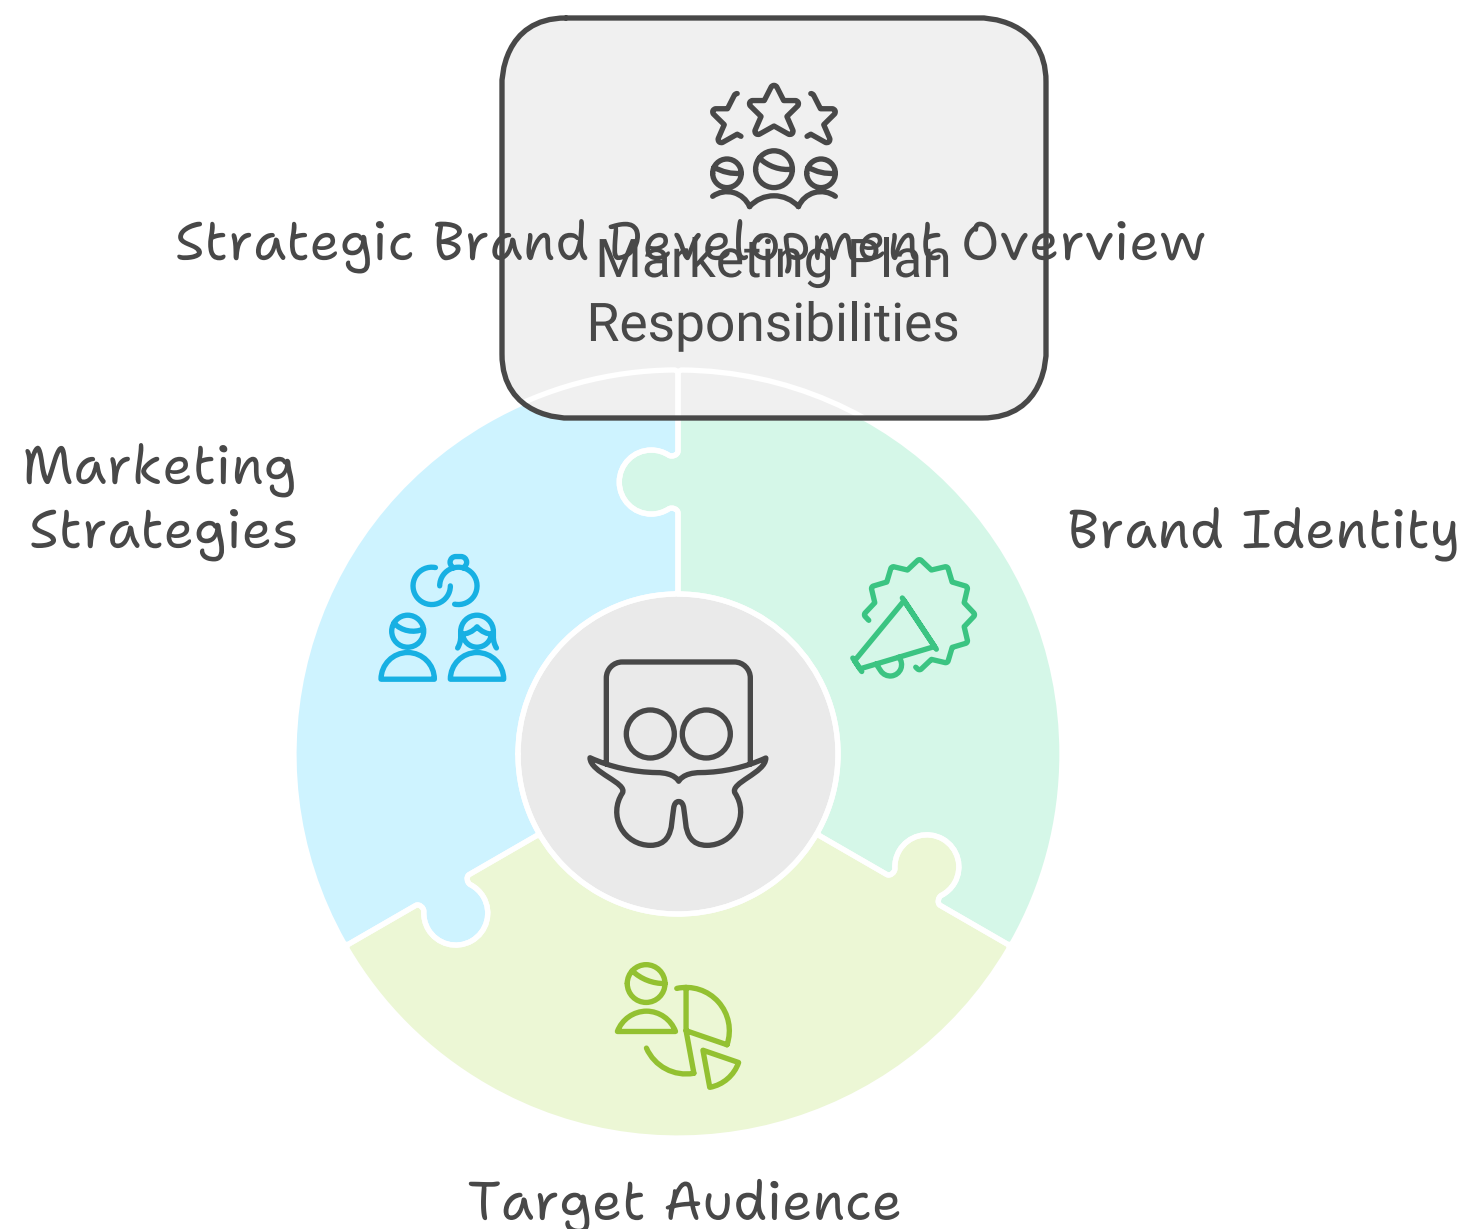 Strategic Brand Development Overview
Marketing Plan
Responsibilities
Marketing
Strategies
Brand Identity
Target Audience